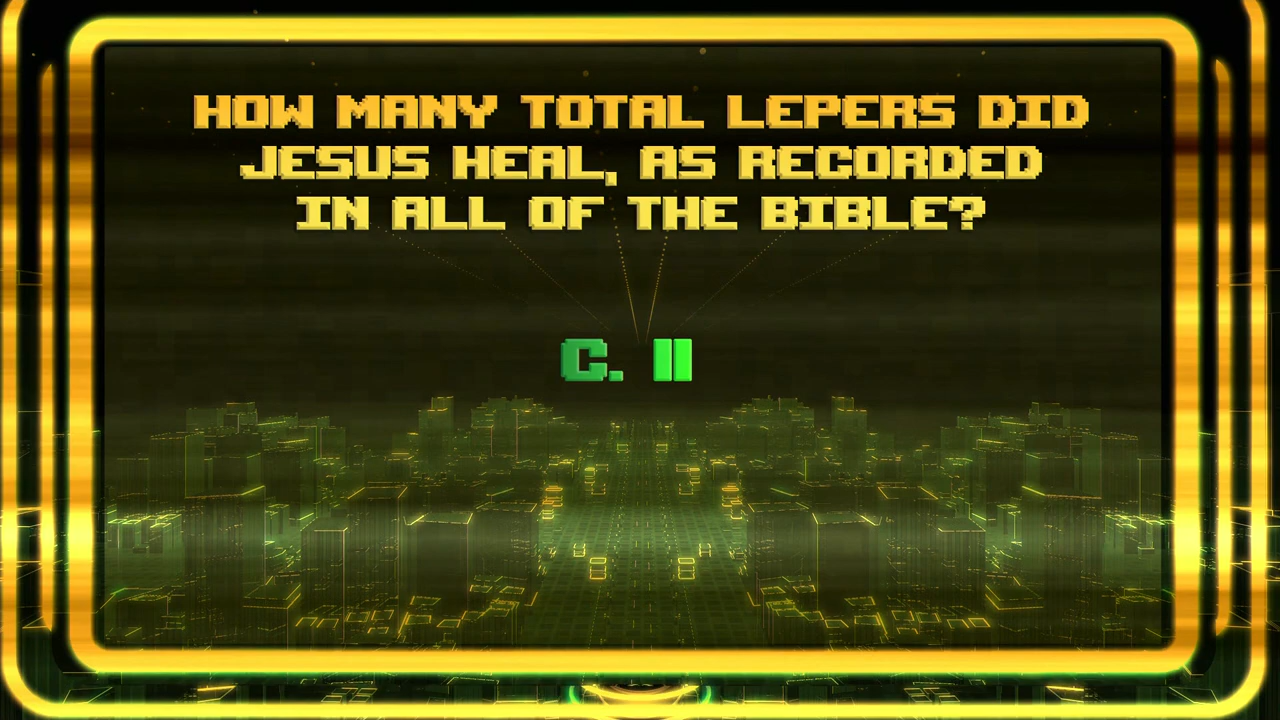 HOW MANY TOTAL LEPERS DID
JESUS HEAL, AS RECORDED
IN ALL OF THE BIBLE?
C. 11